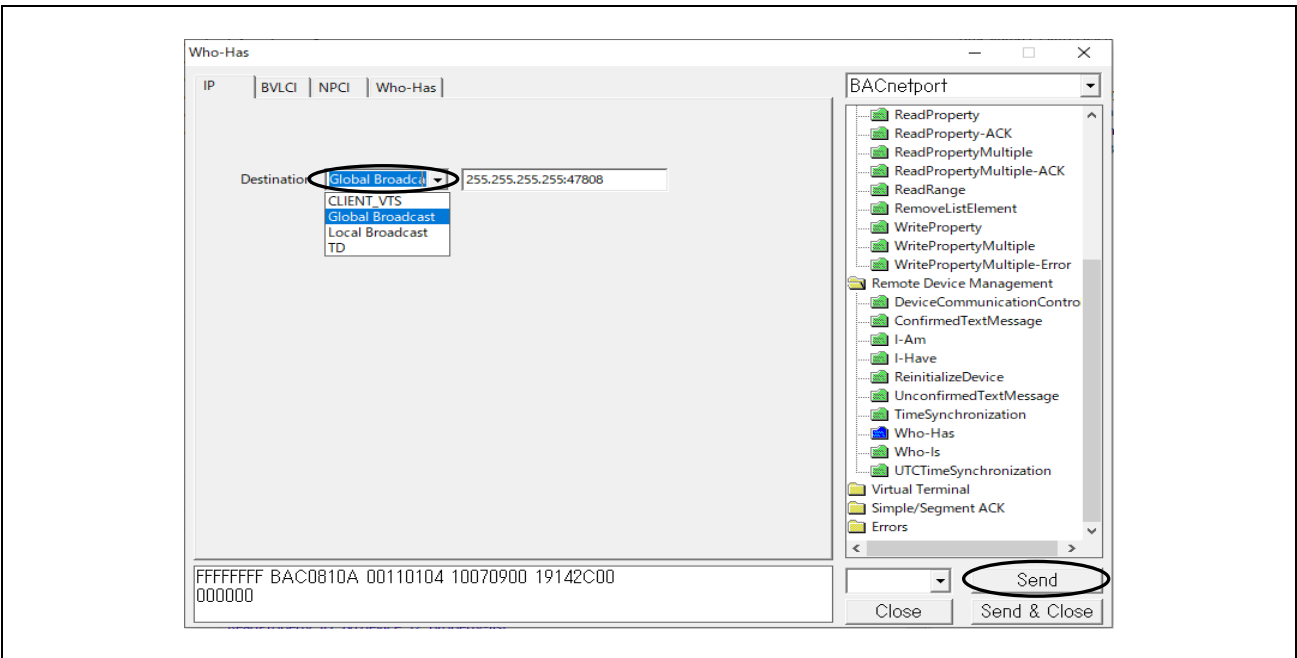 Who-Has
IP BVLCI NPCI Who-Has
Destination Global Broadca 255.255.255.255:47808
CLIENT_VTS
Global Broadcast
Local Broadcast
TD
BACnetport
ReadProperty
ReadProperty-ACK
ReadPropertyMultiple
ReadPropertyMultiple-ACK
ReadRange
RemoveListElement
WriteProperty
WritePropertyMultiple
WritePropertyMultiple-Error
Remote Device Management
DeviceCommunicationContro
ConfirmedTextMessage
I-Am
I-Have
ReinitializeDevice
UnconfirmedTextMessage
TimeSynchronization
Who-Has
Who-Is
UTCTimeSynchronization
Virtual Terminal
Simple/Segment ACK
Errors
FFFFFFFF BAC0810A 00110104 10070900 19142C00
000000
Send
Close Send & Close